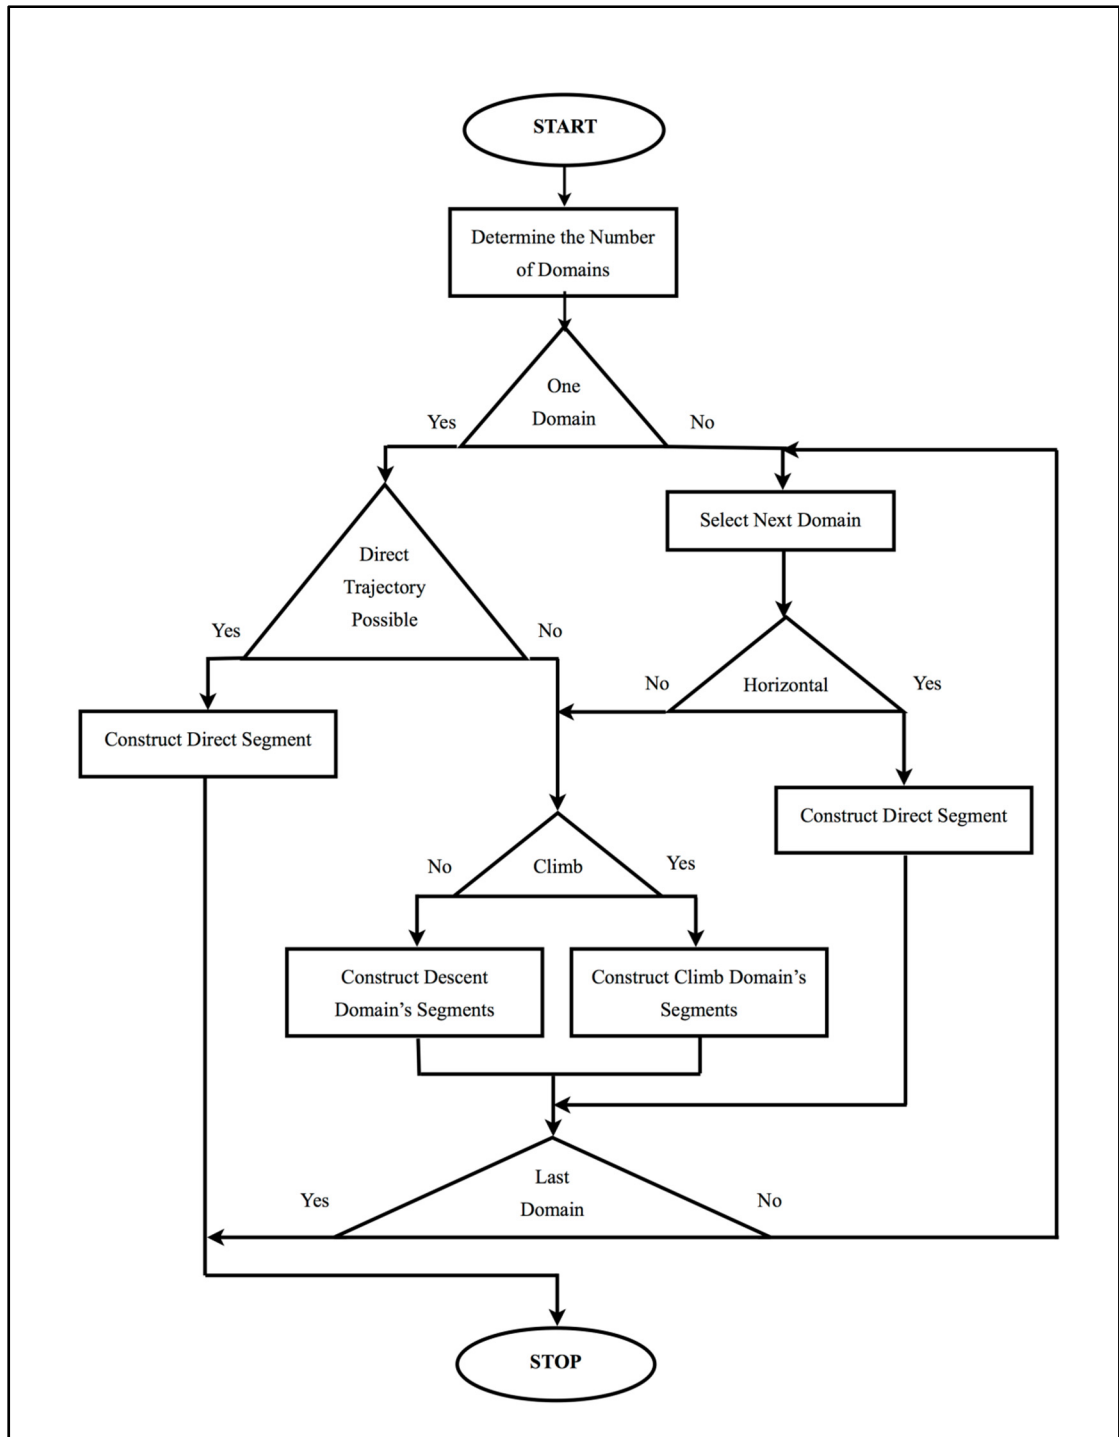 START
Determine the Number
of Domains
One
Domain
Yes
No
Select Next Domain
Direct
Trajectory
Possible
Yes
No
Horizontal
No
Yes
Construct Direct Segment
Construct Direct Segment
Climb
No
Yes
Construct Descent
Domain’s Segments
Construct Climb Domain’s
Segments
Last
Domain
Yes
No
STOP